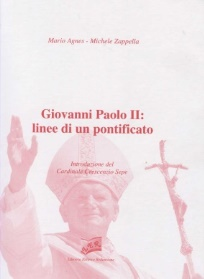 Mario Agnes - Michele Zappella
Giovanni Paolo II:
linee di un pontificato
Introduzione del
Cardinale Crescenzio Sepe